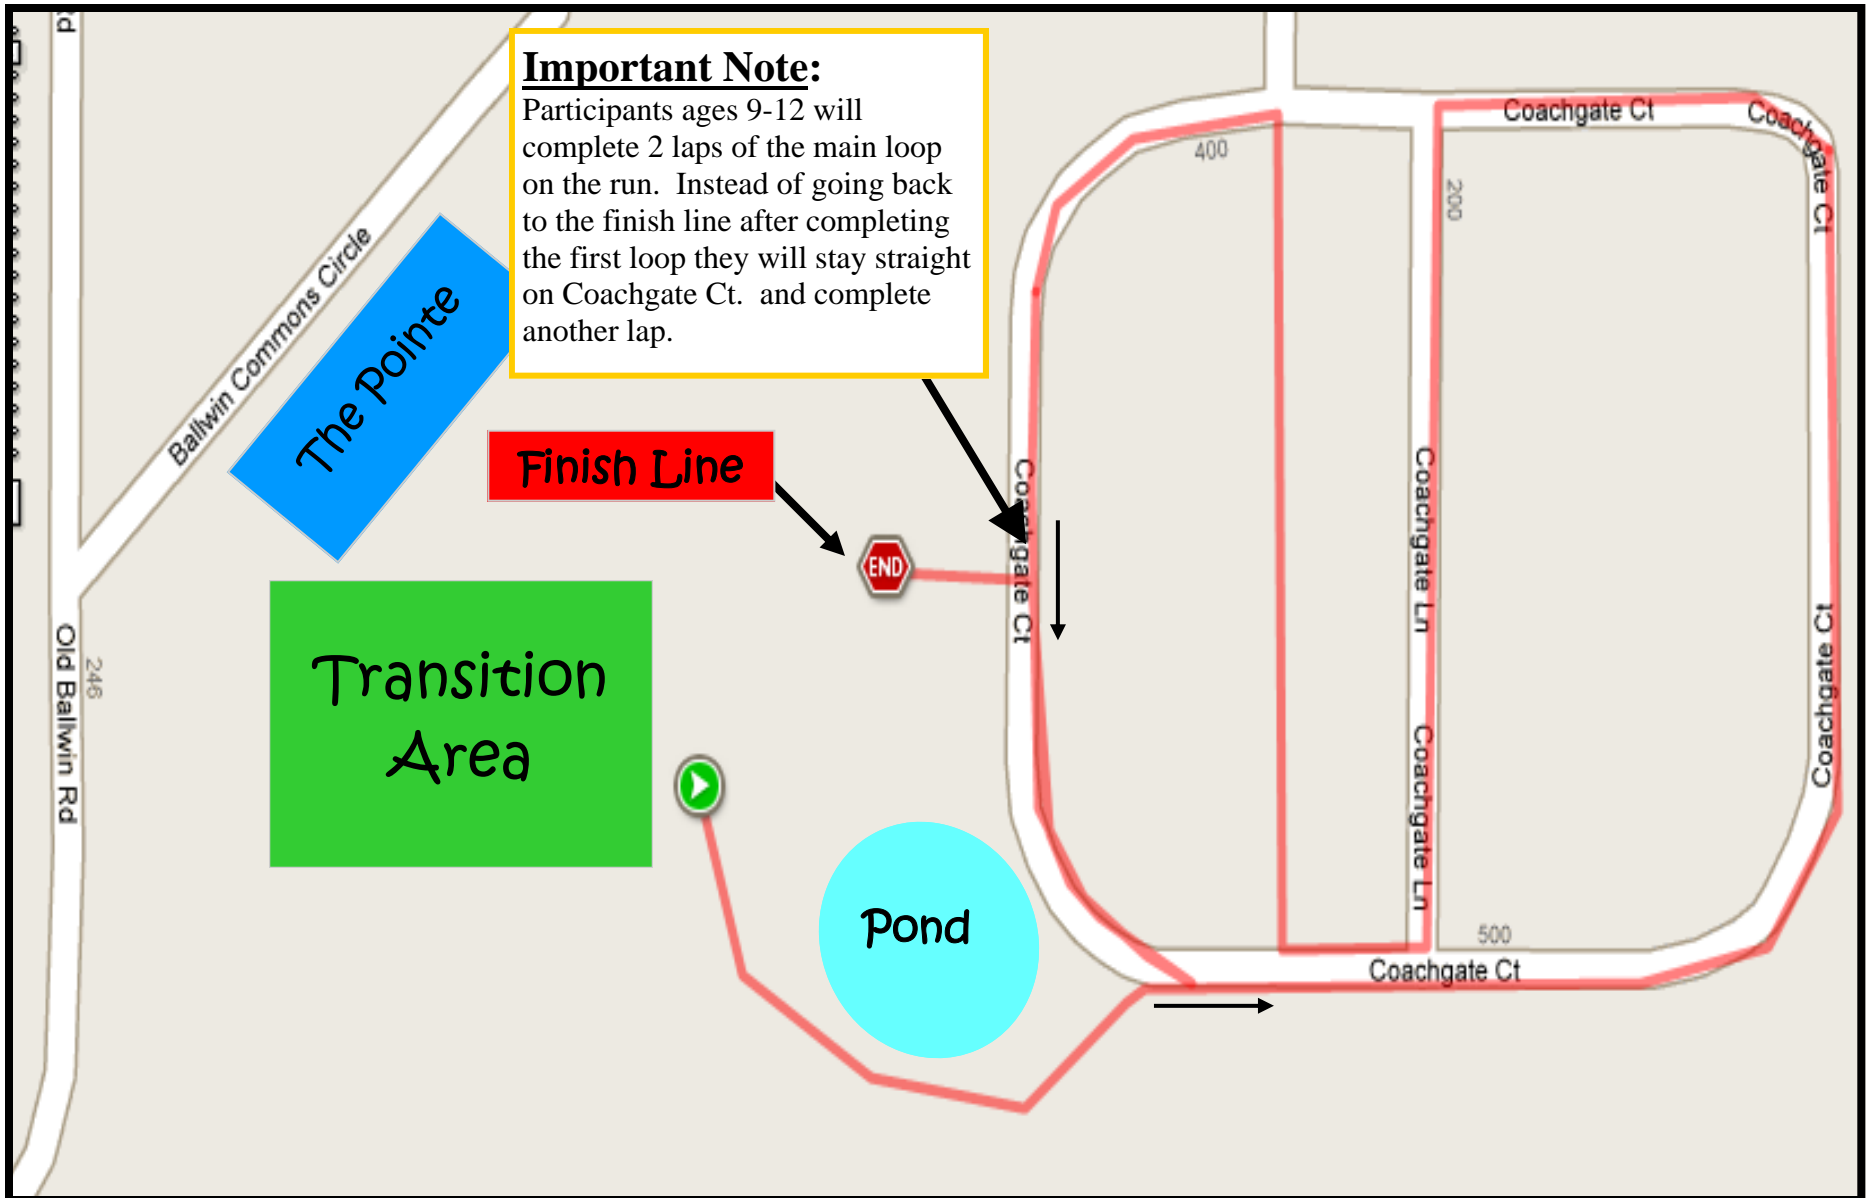 Rd
Important Note:
Participants ages 9-12 will
complete 2 laps of the main loop
on the run.  Instead of going back
to the finish line after completing
the first loop they will stay straight
on Coachgate Ct.  and complete
another lap.
Coachgate Ct
Coachgate Ct
Coachgate Ct
400
200
Ballwin Commons Circle
The Pointe
Finish Line
END
Coachgate Ct
Coachgate Ln
Coachgate Ln
Coachgate Ct
Old Ballwin Rd
246
Transition
Area
Pond
500
Coachgate Ct